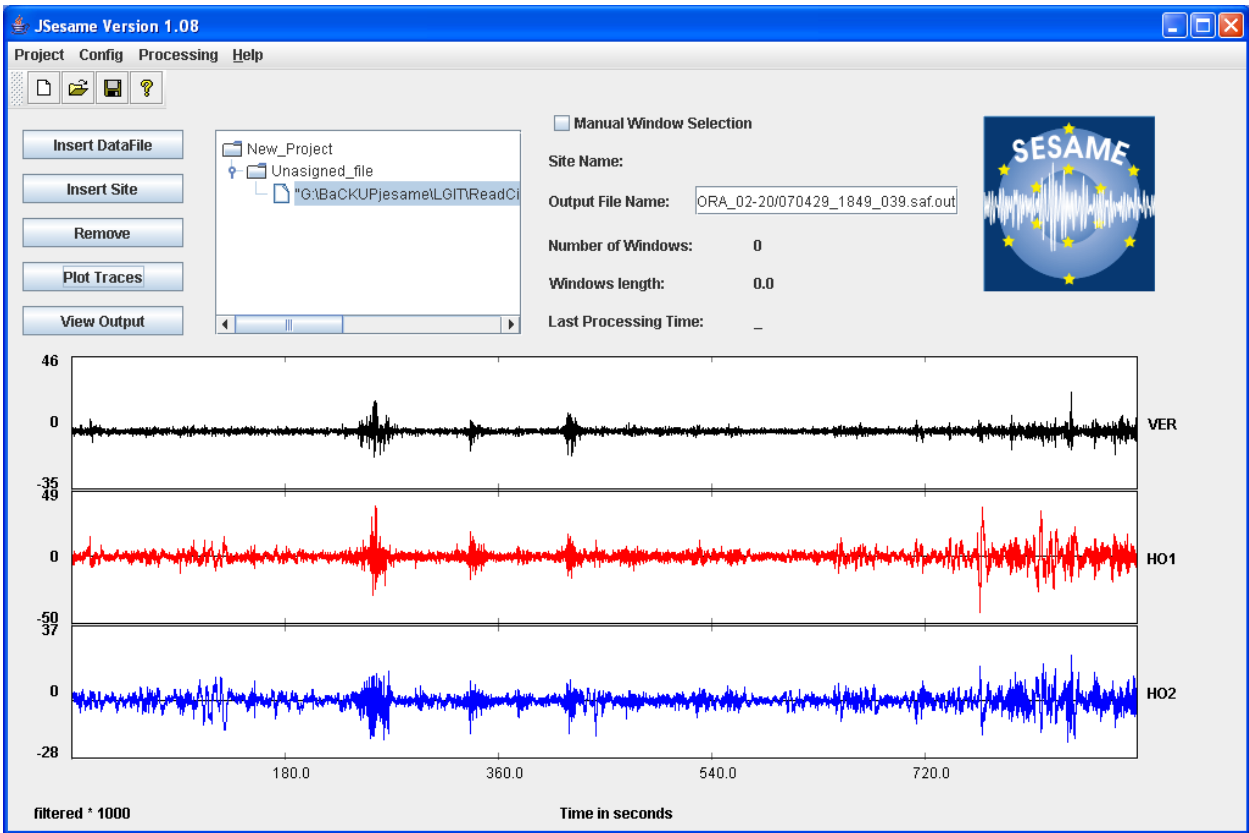 JSesame Version 1.08
Project Config Processing Help
Insert DataFile
Insert Site
Remove
Plot Traces
View Output
New_Project
Unasigned_file
"G:\BaCKUPjesame\LGIT\ReadCi
Manual Window Selection
Site Name:
Output File Name: ORA_02-20/070429_1849_039.saf.out
Number of Windows: 0
Windows length: 0.0
Last Processing Time: _
SESAME
46
0
-35
VER
49
0
-50
HO1
37
0
-28
HO2
180.0 360.0 540.0 720.0
filtered * 1000 Time in seconds